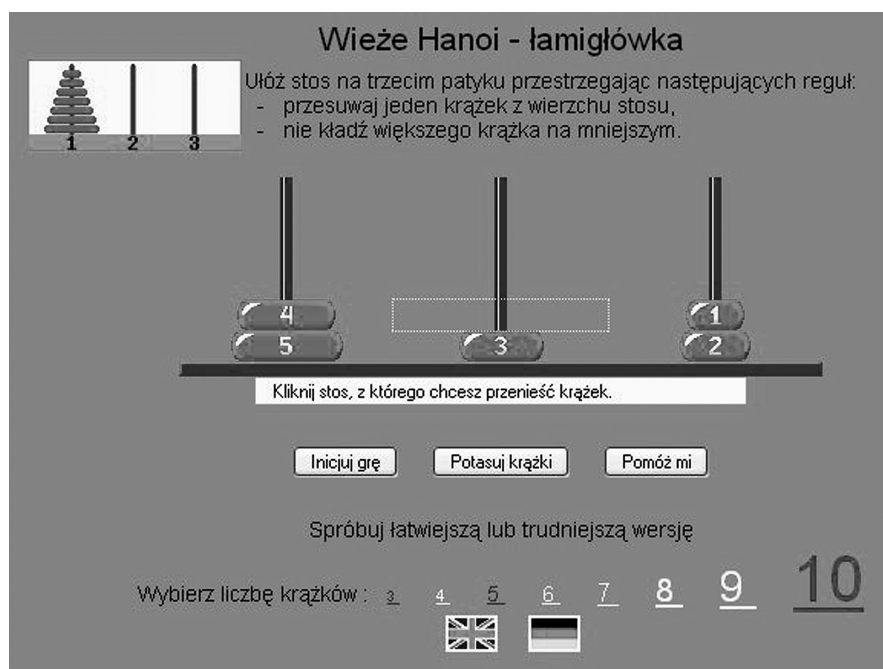 Wieże Hanoi - łamigłówka
Ułóż stos na trzecim patyku przestrzegając następujących reguł:
- przesuwaj jeden krążek z wierzchu stosu,
- nie kładź większego krążka na mniejszym.
1 2 3
4 1
5 3 2
Kliknij stos, z którego chcesz przenieść krążek.
Inicjuj grę Potasuj krążki Pomóż mi
Spróbuj łatwiejszą lub trudniejszą wersję
Wybierz liczbę krążków : 3 4 5 6 7 8 9 10